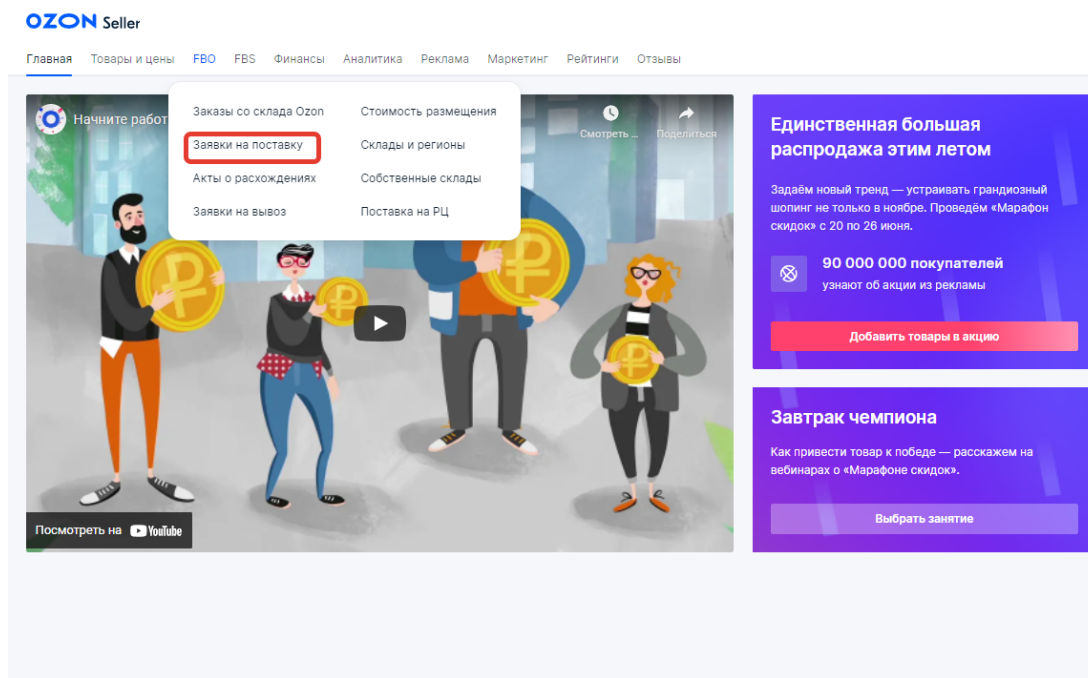 OZON Seller
Главная Товары и цены FBO FBS Финансы Аналитика Реклама Маркетинг Рейтинги Отзывы
Начните работ
Смотреть ... Поделиться
Заказы со склада Ozon Стоимость размещения
Заявки на поставку Склады и регионы
Акты о расхождениях Собственные склады
Заявки на вывоз Поставка на РЦ
Посмотреть на YouTube
Единственная большая
распродажа этим летом
Задаём новый тренд — устраивать грандиозный
шопинг не только в ноябре. Проведём «Марафон
скидок» с 20 по 26 июня.
90 000 000 покупателей
узнают об акции из рекламы
Добавить товары в акцию
Завтрак чемпиона
Как привести товар к победе — расскажем на
вебинарах о «Марафоне скидок».
Выбрать занятие